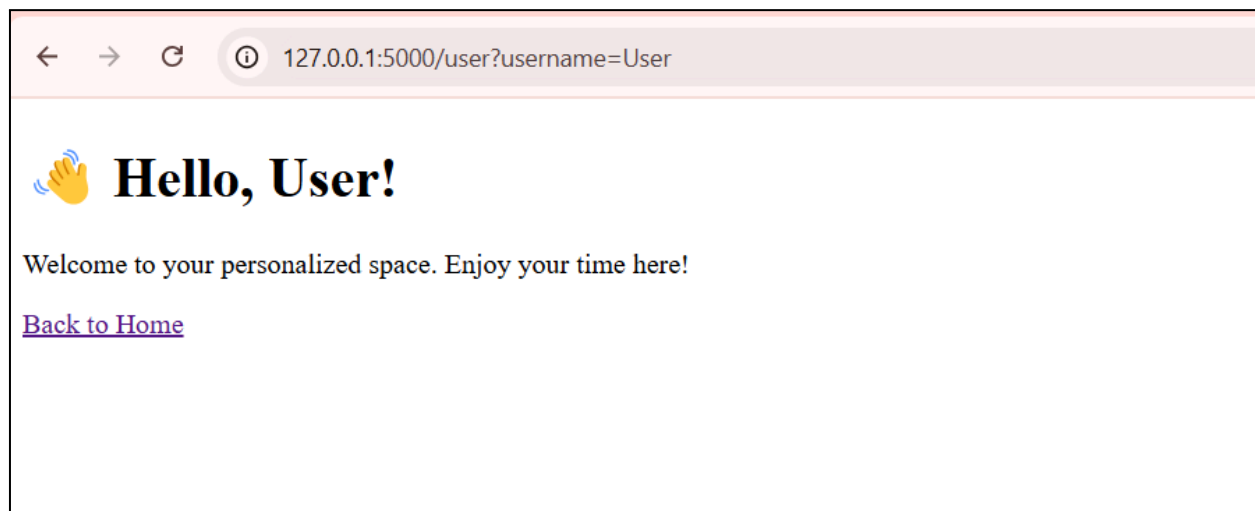 127.0.0.1:5000/user?username=User
👋 Hello, User!
Welcome to your personalized space. Enjoy your time here!
Back to Home